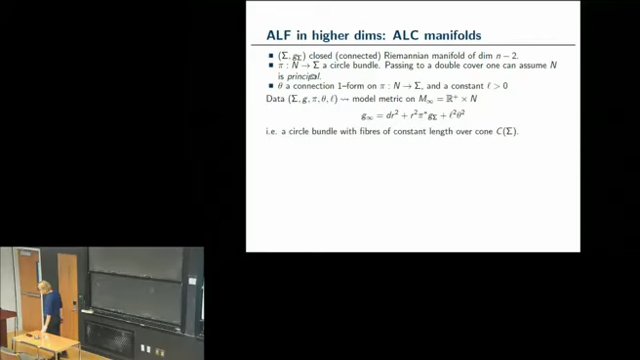 ALF in higher dims: ALC manifolds
(Σ, g_Σ) closed (connected) Riemannian manifold of dim n − 2.
π : N → Σ a circle bundle. Passing to a double cover one can assume N
is principal.
θ a connection 1–form on π : N → Σ, and a constant ℓ > 0
Data (Σ, g, π, θ, ℓ) ⇝ model metric on M_∞ = ℝ⁺ × N
g_∞ = dr² + r²π*g_Σ + ℓ²θ²
i.e. a circle bundle with fibres of constant length over cone C(Σ).